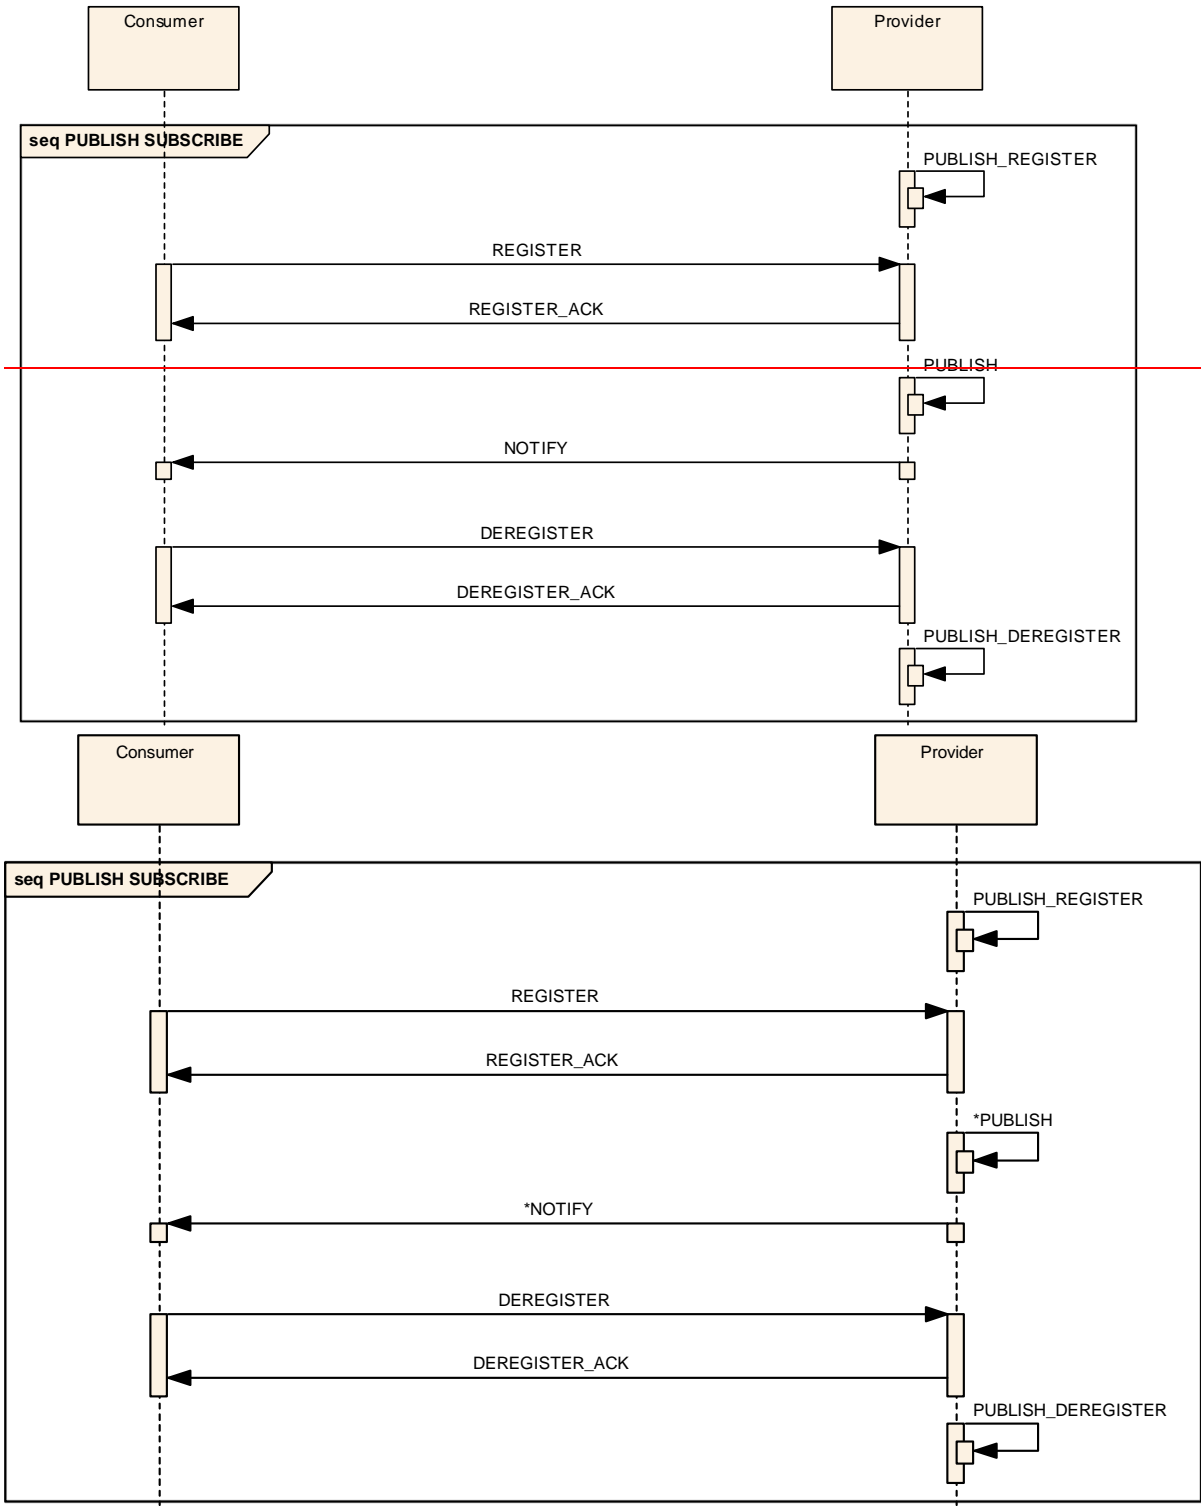 Consumer
Provider
seq PUBLISH SUBSCRIBE
PUBLISH_REGISTER
REGISTER
REGISTER_ACK
PUBLISH
NOTIFY
DEREGISTER
DEREGISTER_ACK
PUBLISH_DEREGISTER
Consumer
Provider
seq PUBLISH SUBSCRIBE
PUBLISH_REGISTER
REGISTER
REGISTER_ACK
*PUBLISH
*NOTIFY
DEREGISTER
DEREGISTER_ACK
PUBLISH_DEREGISTER